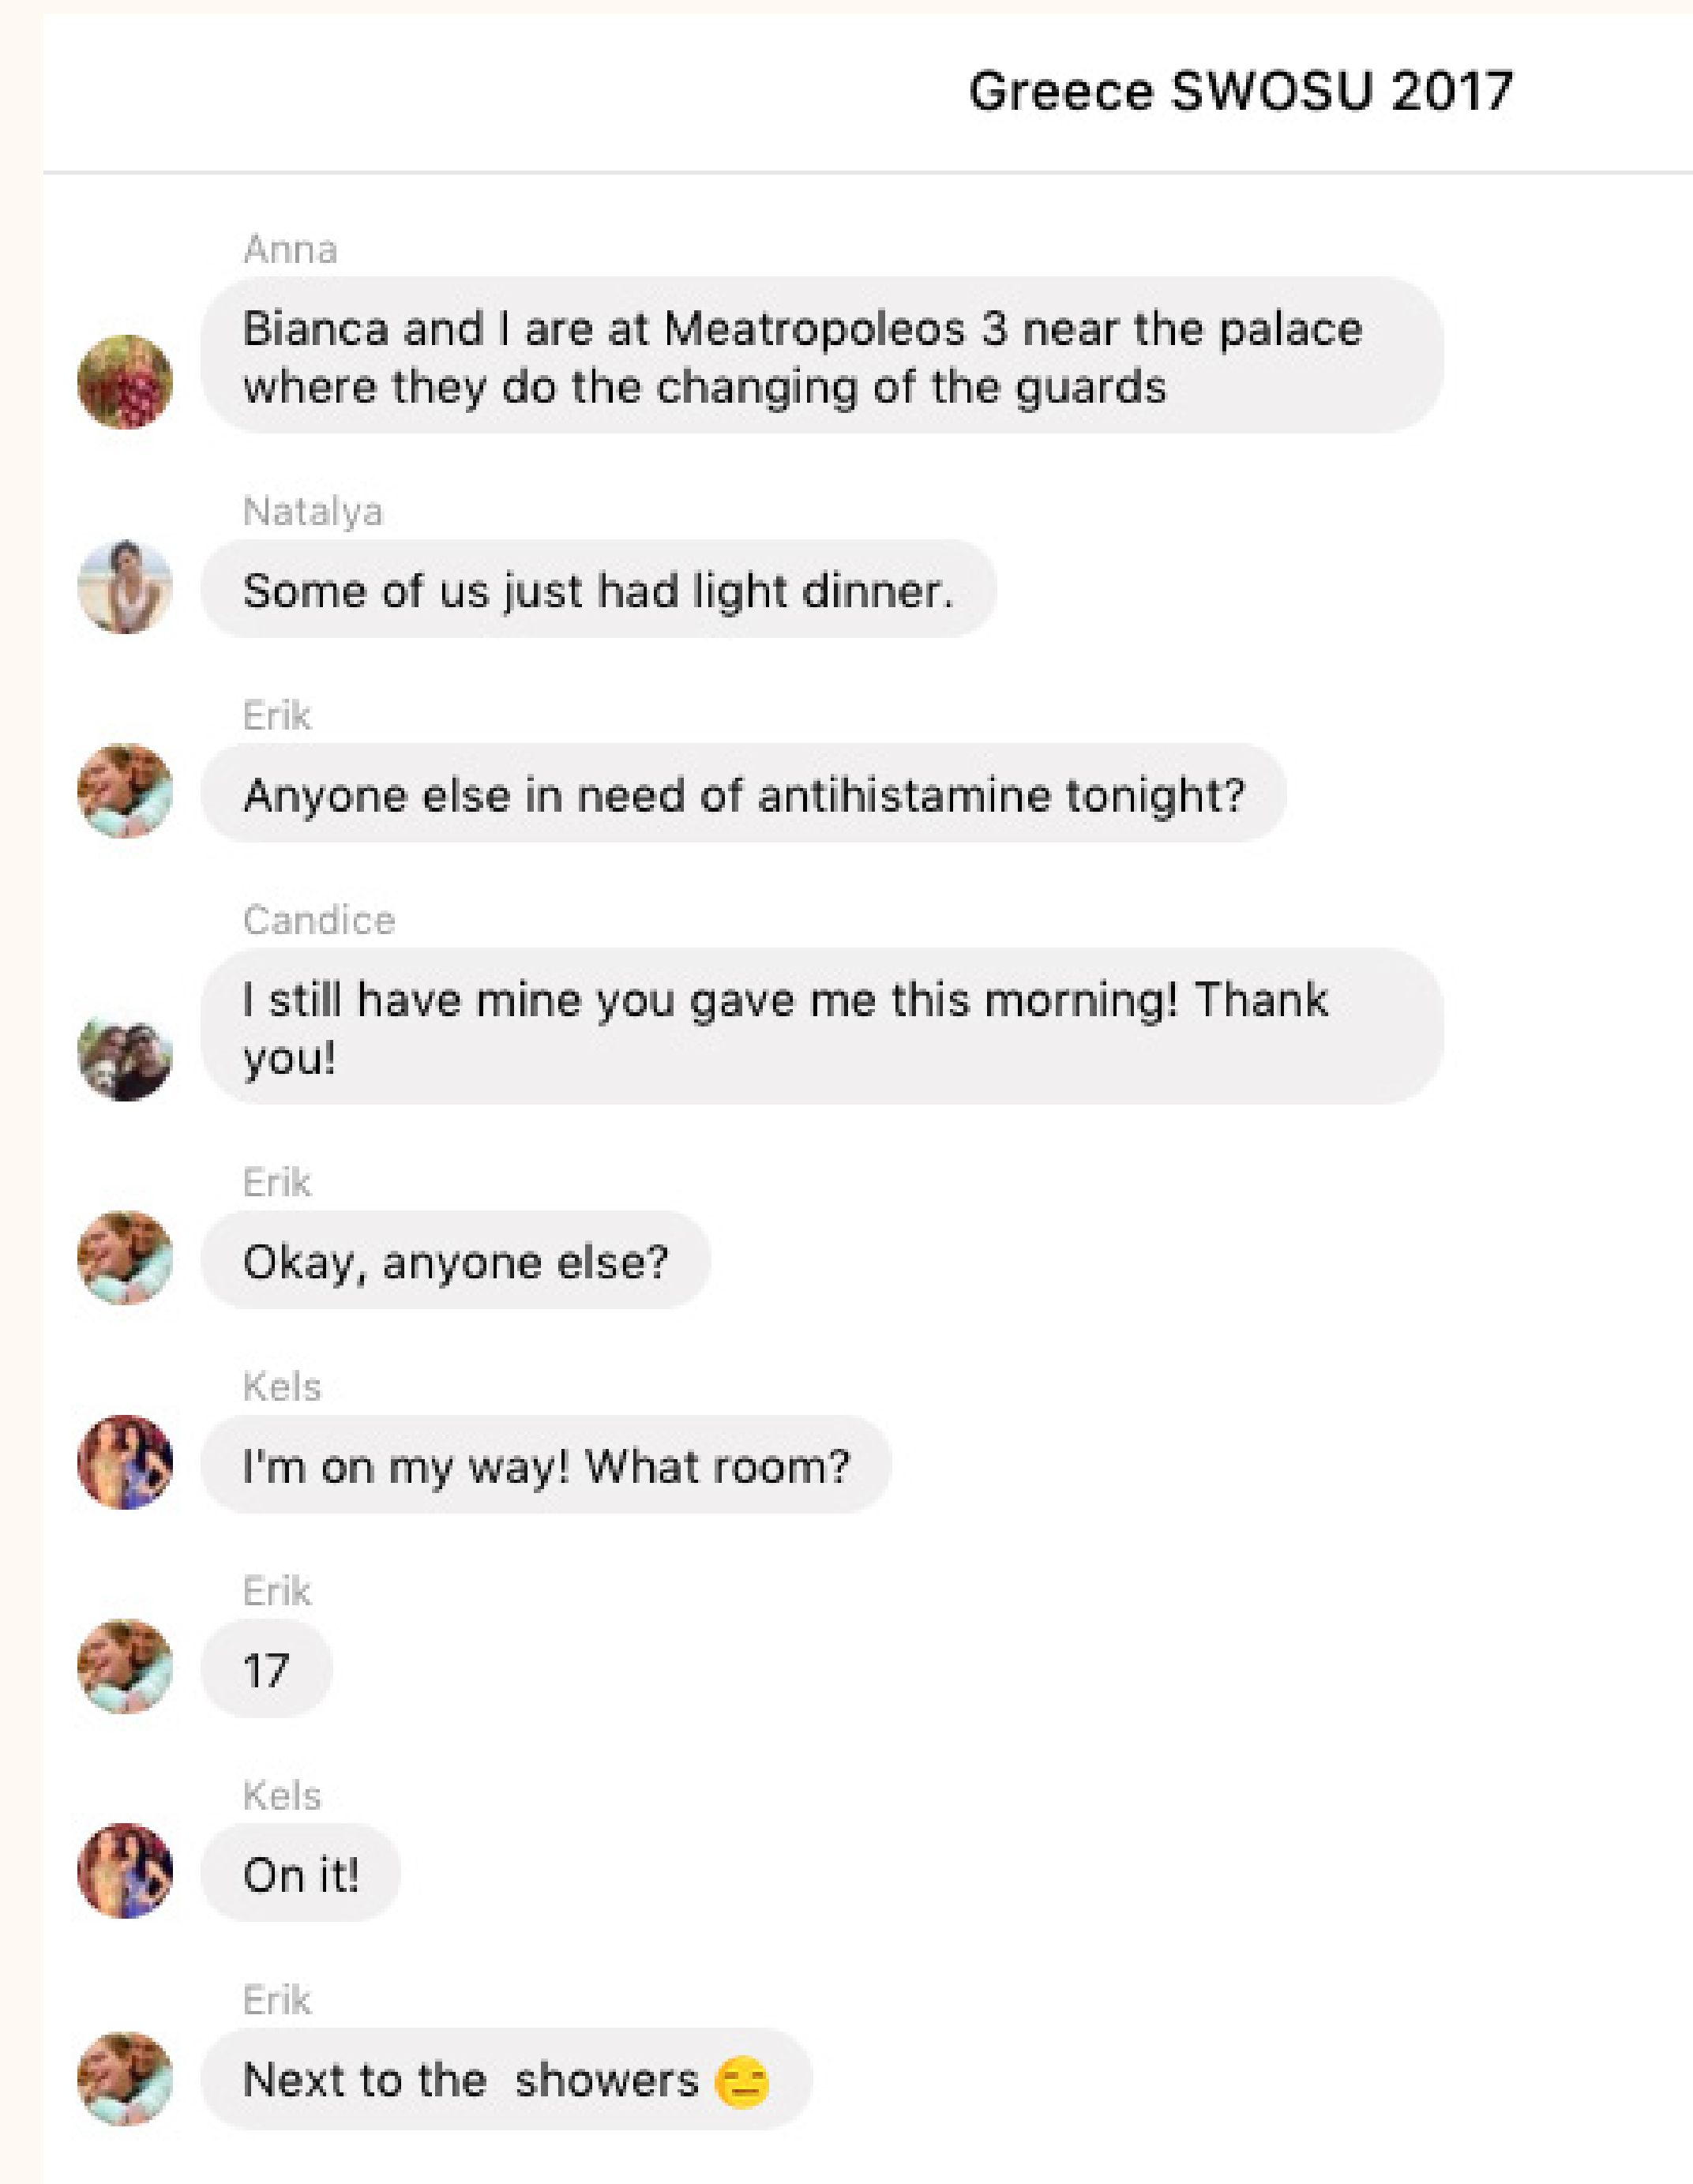 Greece SWOSU 2017
Anna
Bianca and I are at Meatropoleos 3 near the palace
where they do the changing of the guards
Natalya
Some of us just had light dinner.
Erik
Anyone else in need of antihistamine tonight?
Candice
I still have mine you gave me this morning! Thank
you!
Erik
Okay, anyone else?
Kels
I'm on my way! What room?
Erik
17
Kels
On it!
Erik
Next to the  showers 😑